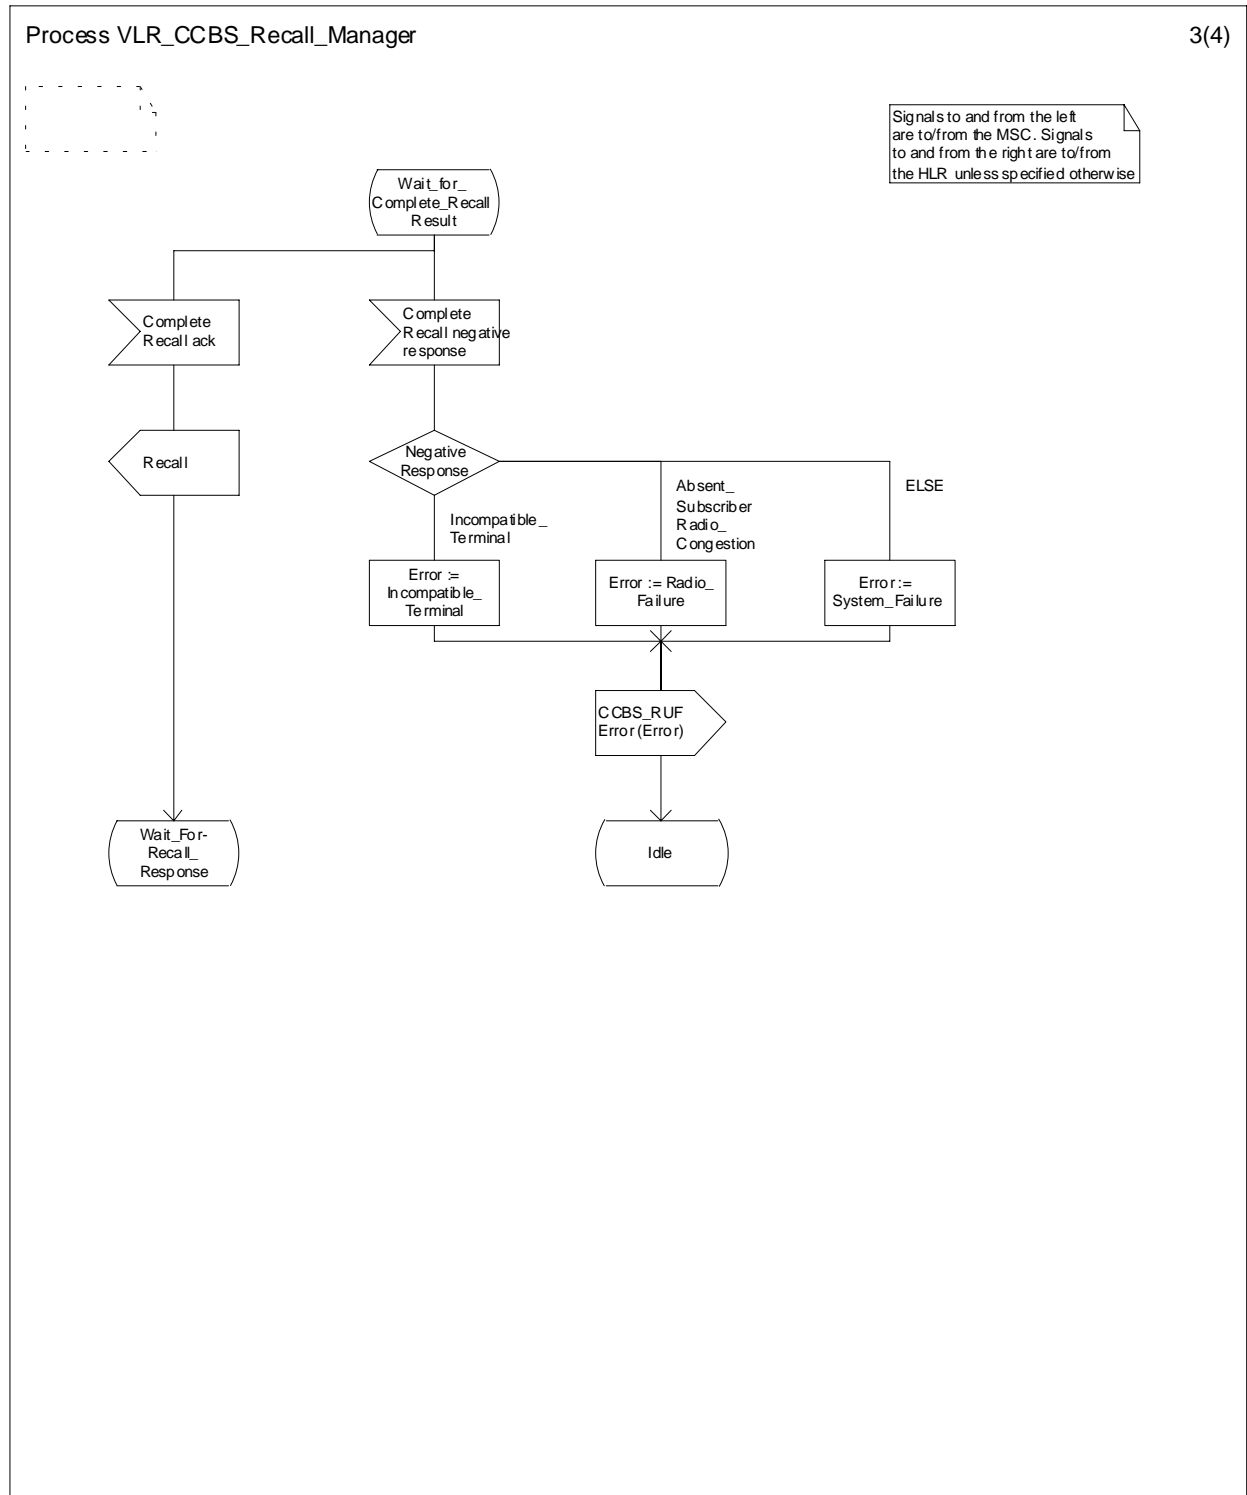 Process VLR_CCBS_Recall_Manager
3(4)
Signals to and from the left
are to/from the MSC. Signals
to and from the right are to/from
the HLR unless specified otherwise
Wait_for_
Complete_Recall
Result
Complete
Recall ack
Complete
Recall negative
response
Recall
Negative
Response
Incompatible_
Terminal
Absent_
Subscriber
Radio_
Congestion
ELSE
Error :=
Incompatible_
Terminal
Error := Radio_
Failure
Error :=
System_Failure
CCBS_RUF
Error (Error)
Wait_For-
Recall_
Response
Idle